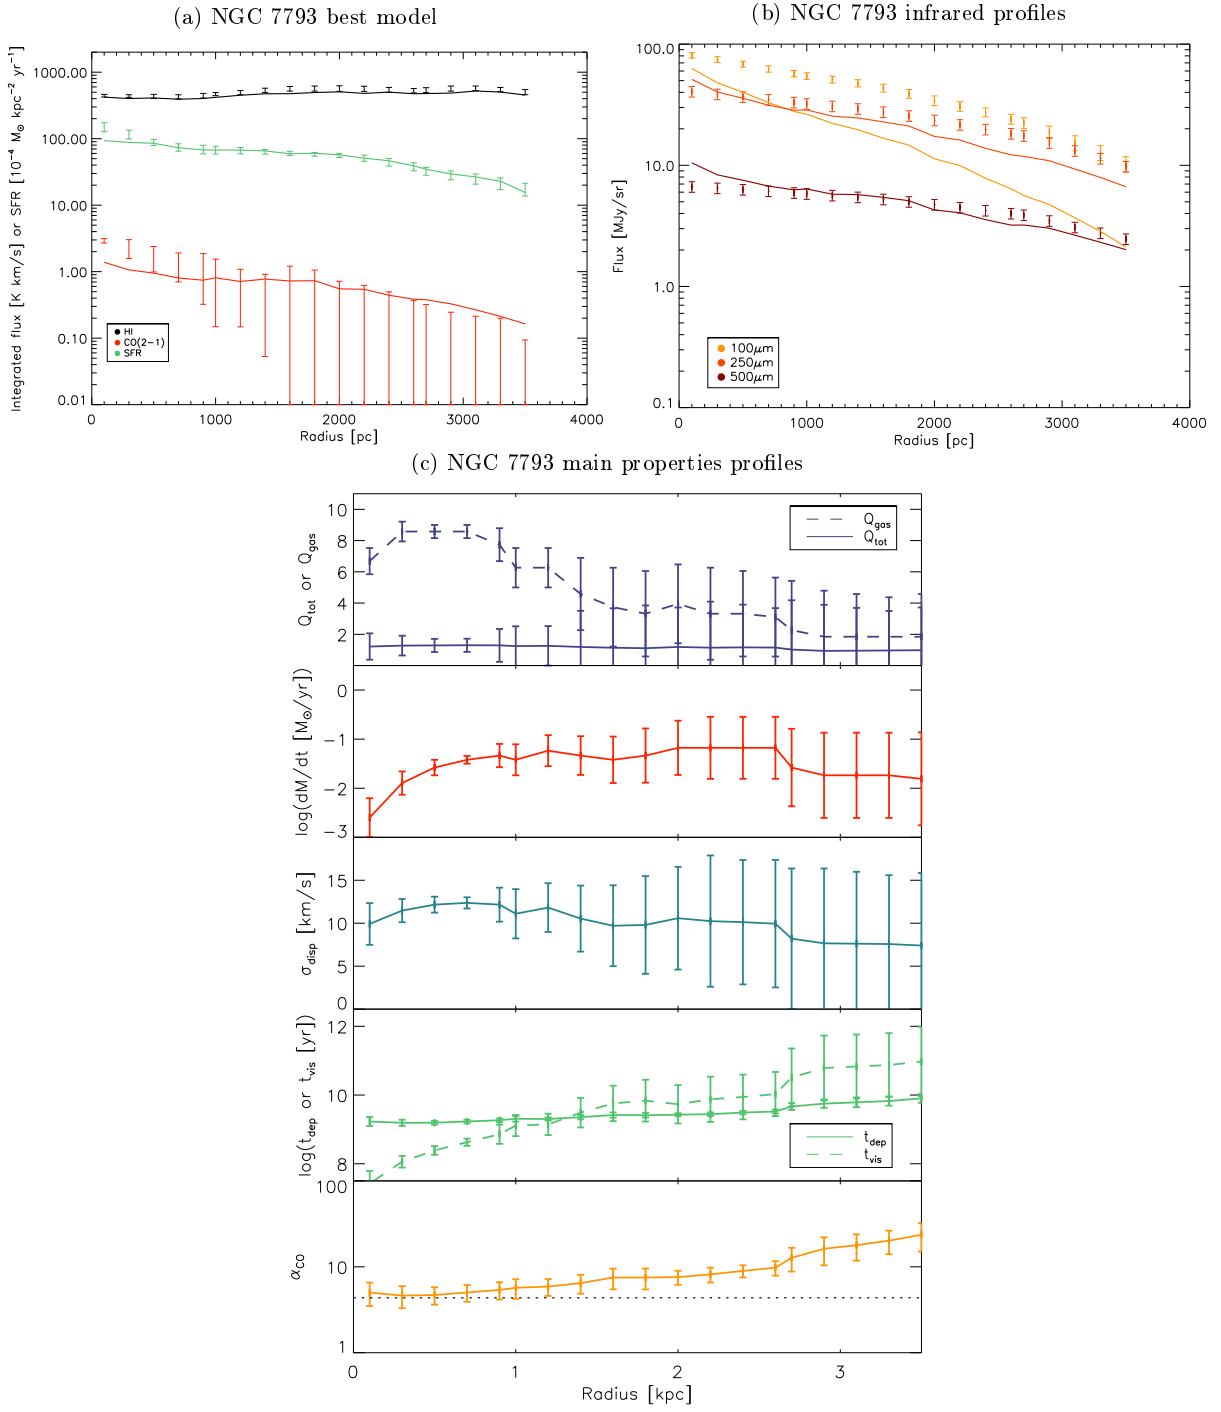 (a) NGC 7793 best model
Integrated flux [K km/s] or SFR [10⁻⁴ M⊙ kpc⁻² yr⁻¹]
1000.00
100.00
10.00
1.00
0.10
0.01
HI
CO(2−1)
SFR
0 1000 2000 3000 4000
Radius [pc]
(b) NGC 7793 infrared profiles
Flux [MJy/sr]
100.0
10.0
1.0
0.1
100μm
250μm
500μm
0 1000 2000 3000 4000
Radius [pc]
(c) NGC 7793 main properties profiles
Q_tot or Q_gas
10
8
6
4
2
Q_gas
Q_tot
log(dM/dt [M⊙/yr])
0
−1
−2
−3
σ_disp [km/s]
15
10
5
0
log(t_dep or t_vis [yr])
12
10
8
t_dep
t_vis
α_CO
100
10
1
0 1 2 3
Radius [kpc]